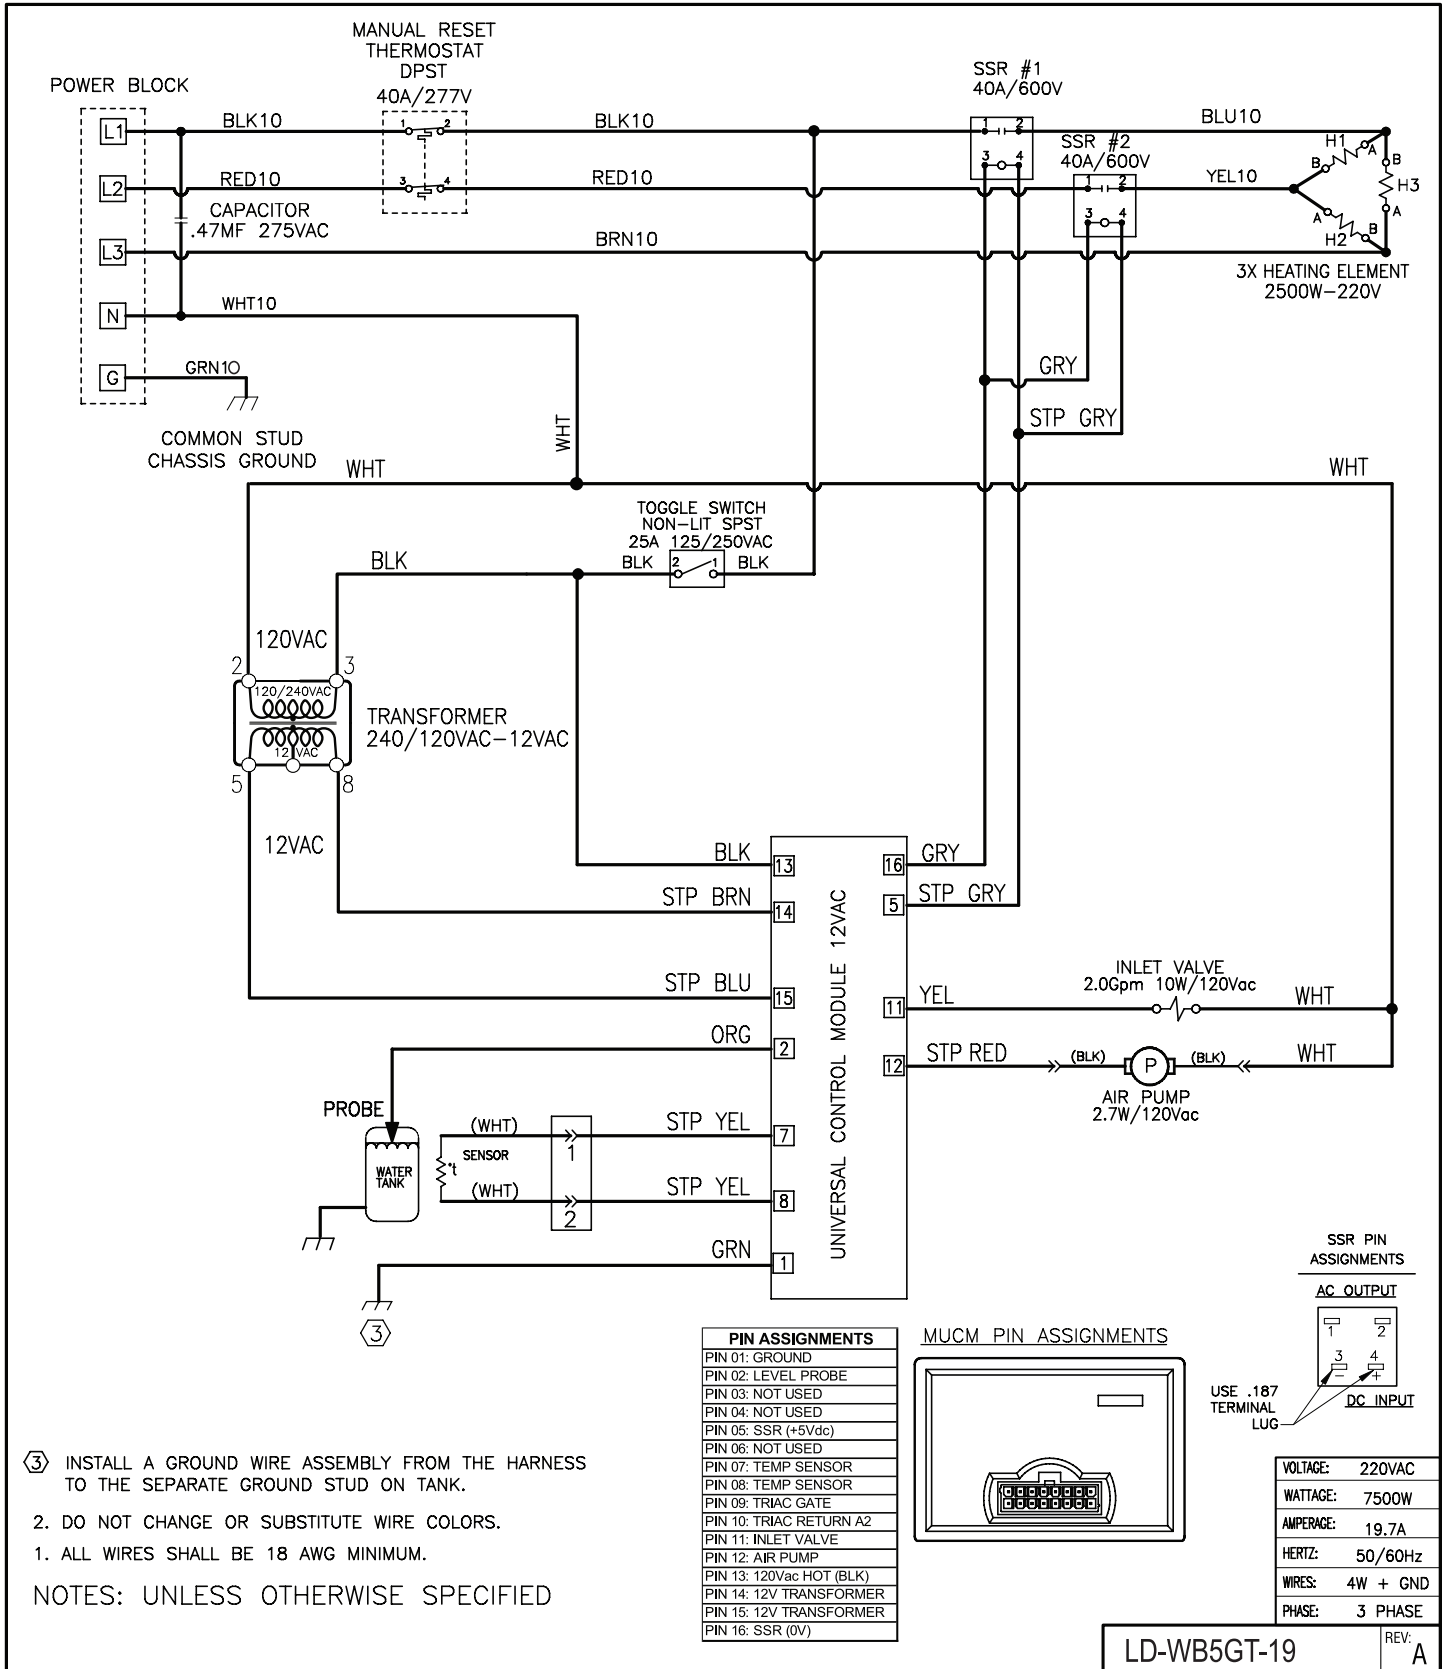 MANUAL RESET
THERMOSTAT
DPST
40A/277V
POWER BLOCK
SSR #1
40A/600V
L1
BLK10
1 2
BLK10
1 2
BLU10
SSR #2
40A/600V
3 4
H1
A
B
B
L2
RED10
3 4
RED10
1 2
YEL10
H3
CAPACITOR
.47MF 275VAC
3 4
A
A
B
H2
L3
BRN10
3X HEATING ELEMENT
2500W-220V
N
WHT10
G
GRN10
GRY
STP GRY
COMMON STUD
CHASSIS GROUND
WHT
WHT
WHT
TOGGLE SWITCH
NON-LIT SPST
25A 125/250VAC
BLK
BLK
2 1
BLK
120VAC
2 3
120/240VAC
TRANSFORMER
240/120VAC-12VAC
12 VAC
5 8
12VAC
BLK
13
16
GRY
STP BRN
14
5
STP GRY
UNIVERSAL CONTROL MODULE 12VAC
STP BLU
15
11
YEL
INLET VALVE
2.0Gpm 10W/120Vac
WHT
ORG
2
12
STP RED
(BLK)
P
(BLK)
WHT
AIR PUMP
2.7W/120Vac
PROBE
WATER
TANK
(WHT)
SENSOR
°t
(WHT)
1
2
STP YEL
7
STP YEL
8
GRN
1
3
SSR PIN
ASSIGNMENTS
AC OUTPUT
1 2
3 4
- +
DC INPUT
USE .187
TERMINAL
LUG
PIN ASSIGNMENTS
PIN 01: GROUND
PIN 02: LEVEL PROBE
PIN 03: NOT USED
PIN 04: NOT USED
PIN 05: SSR (+5Vdc)
PIN 06: NOT USED
PIN 07: TEMP SENSOR
PIN 08: TEMP SENSOR
PIN 09: TRIAC GATE
PIN 10: TRIAC RETURN A2
PIN 11: INLET VALVE
PIN 12: AIR PUMP
PIN 13: 120Vac HOT (BLK)
PIN 14: 12V TRANSFORMER
PIN 15: 12V TRANSFORMER
PIN 16: SSR (0V)
MUCM PIN ASSIGNMENTS
3 INSTALL A GROUND WIRE ASSEMBLY FROM THE HARNESS
TO THE SEPARATE GROUND STUD ON TANK.
2. DO NOT CHANGE OR SUBSTITUTE WIRE COLORS.
1. ALL WIRES SHALL BE 18 AWG MINIMUM.
NOTES: UNLESS OTHERWISE SPECIFIED
VOLTAGE: 220VAC
WATTAGE: 7500W
AMPERAGE: 19.7A
HERTZ: 50/60Hz
WIRES: 4W + GND
PHASE: 3 PHASE
LD-WB5GT-19
REV:
A